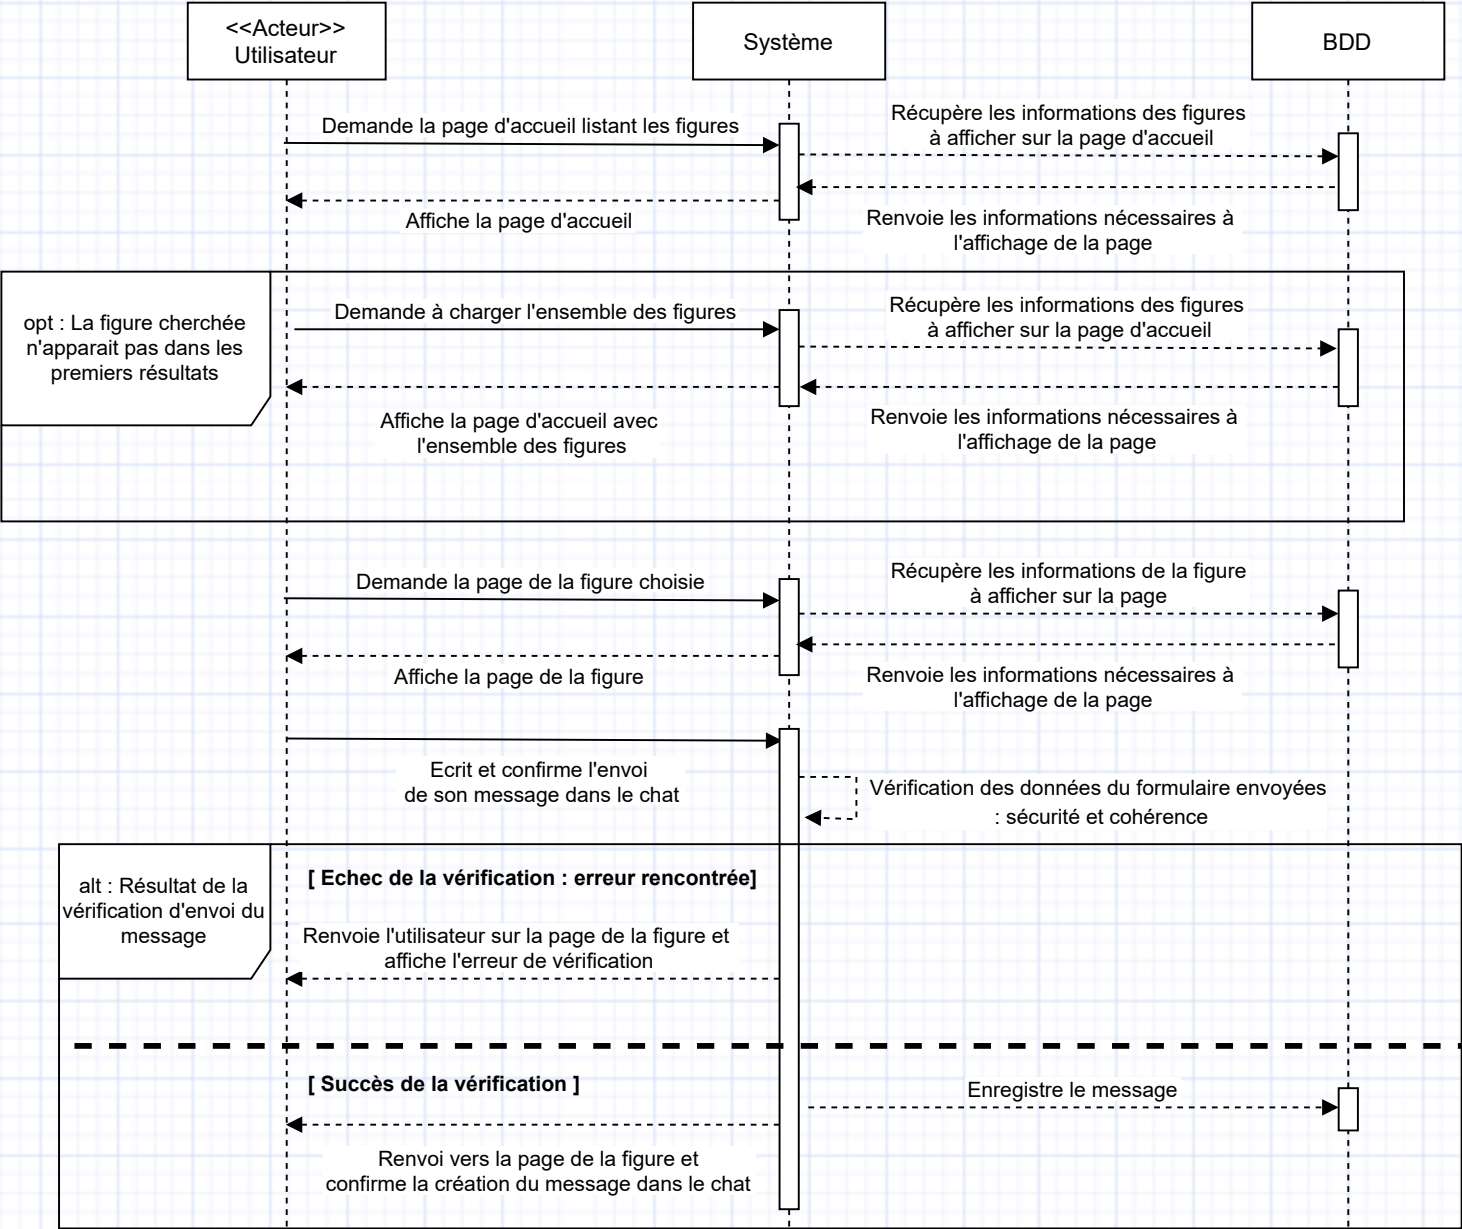 <<Acteur>>
Utilisateur
Système
BDD
Demande la page d'accueil listant les figures
Récupère les informations des figures
à afficher sur la page d'accueil
Affiche la page d'accueil
Renvoie les informations nécessaires à
l'affichage de la page
opt : La figure cherchée
n'apparait pas dans les
premiers résultats
Demande à charger l'ensemble des figures
Récupère les informations des figures
à afficher sur la page d'accueil
Affiche la page d'accueil avec
l'ensemble des figures
Renvoie les informations nécessaires à
l'affichage de la page
Demande la page de la figure choisie
Récupère les informations de la figure
à afficher sur la page
Affiche la page de la figure
Renvoie les informations nécessaires à
l'affichage de la page
Ecrit et confirme l'envoi
de son message dans le chat
Vérification des données du formulaire envoyées
: sécurité et cohérence
alt : Résultat de la
vérification d'envoi du
message
[ Echec de la vérification : erreur rencontrée]
Renvoie l'utilisateur sur la page de la figure et
affiche l'erreur de vérification
[ Succès de la vérification ]
Enregistre le message
Renvoi vers la page de la figure et
confirme la création du message dans le chat